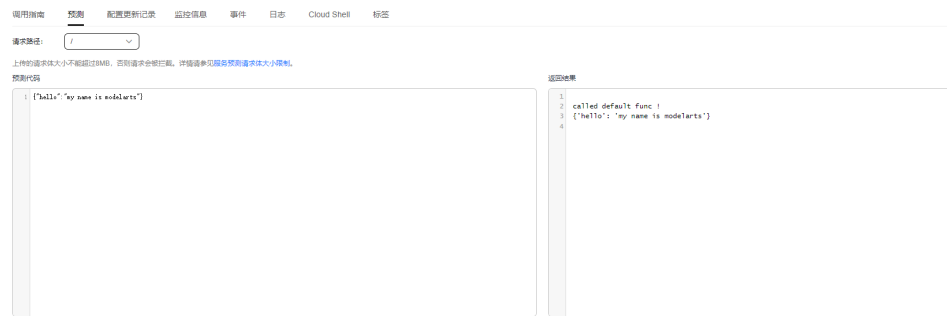 调用指南 预测 配置更新记录 监控信息 事件 日志 Cloud Shell 标签
请求路径： /
上传的请求体大小不能超过8MB，否则请求会被拦截。详情请参见服务预测请求体大小限制。
预测代码 返回结果
1 {"hello":"my name is modelarts"}
1
2 called default func !
3 {'hello': 'my name is modelarts'}
4